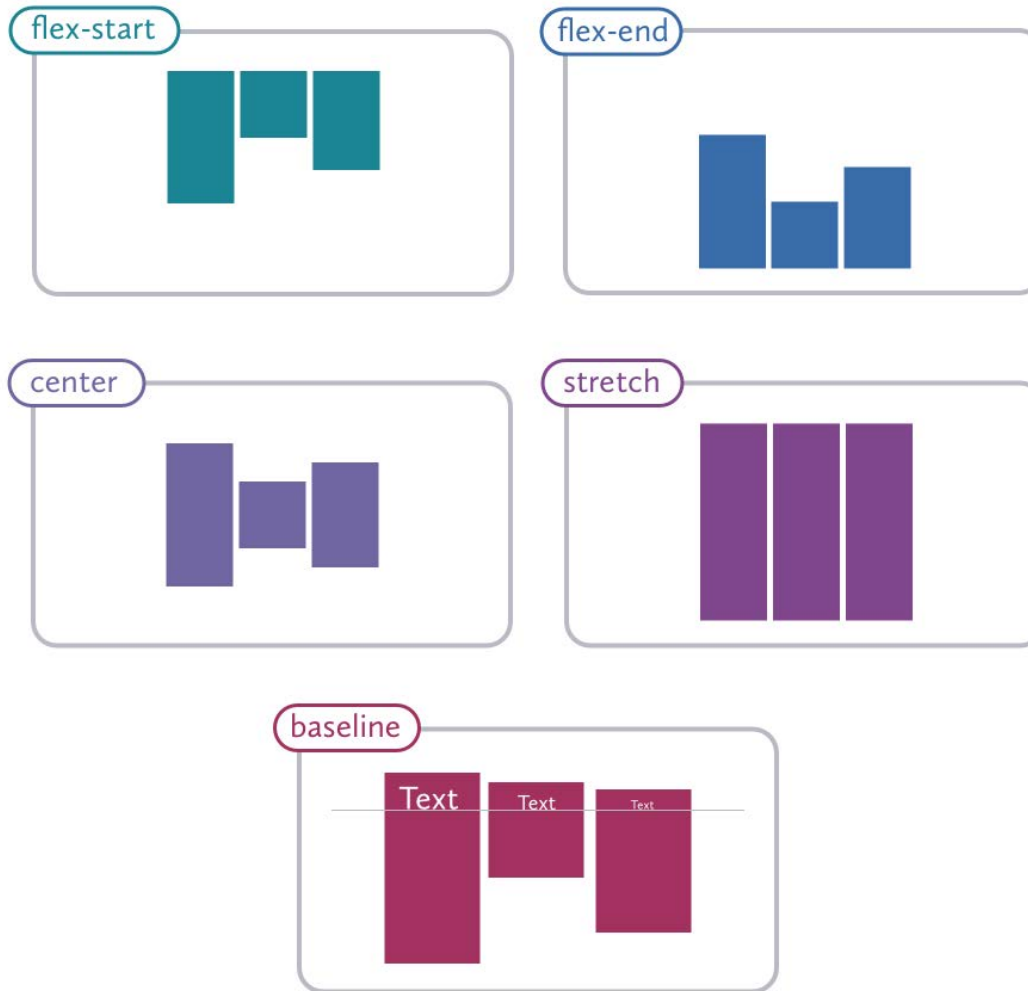 flex-start
flex-end
center
stretch
baseline
Text Text Text